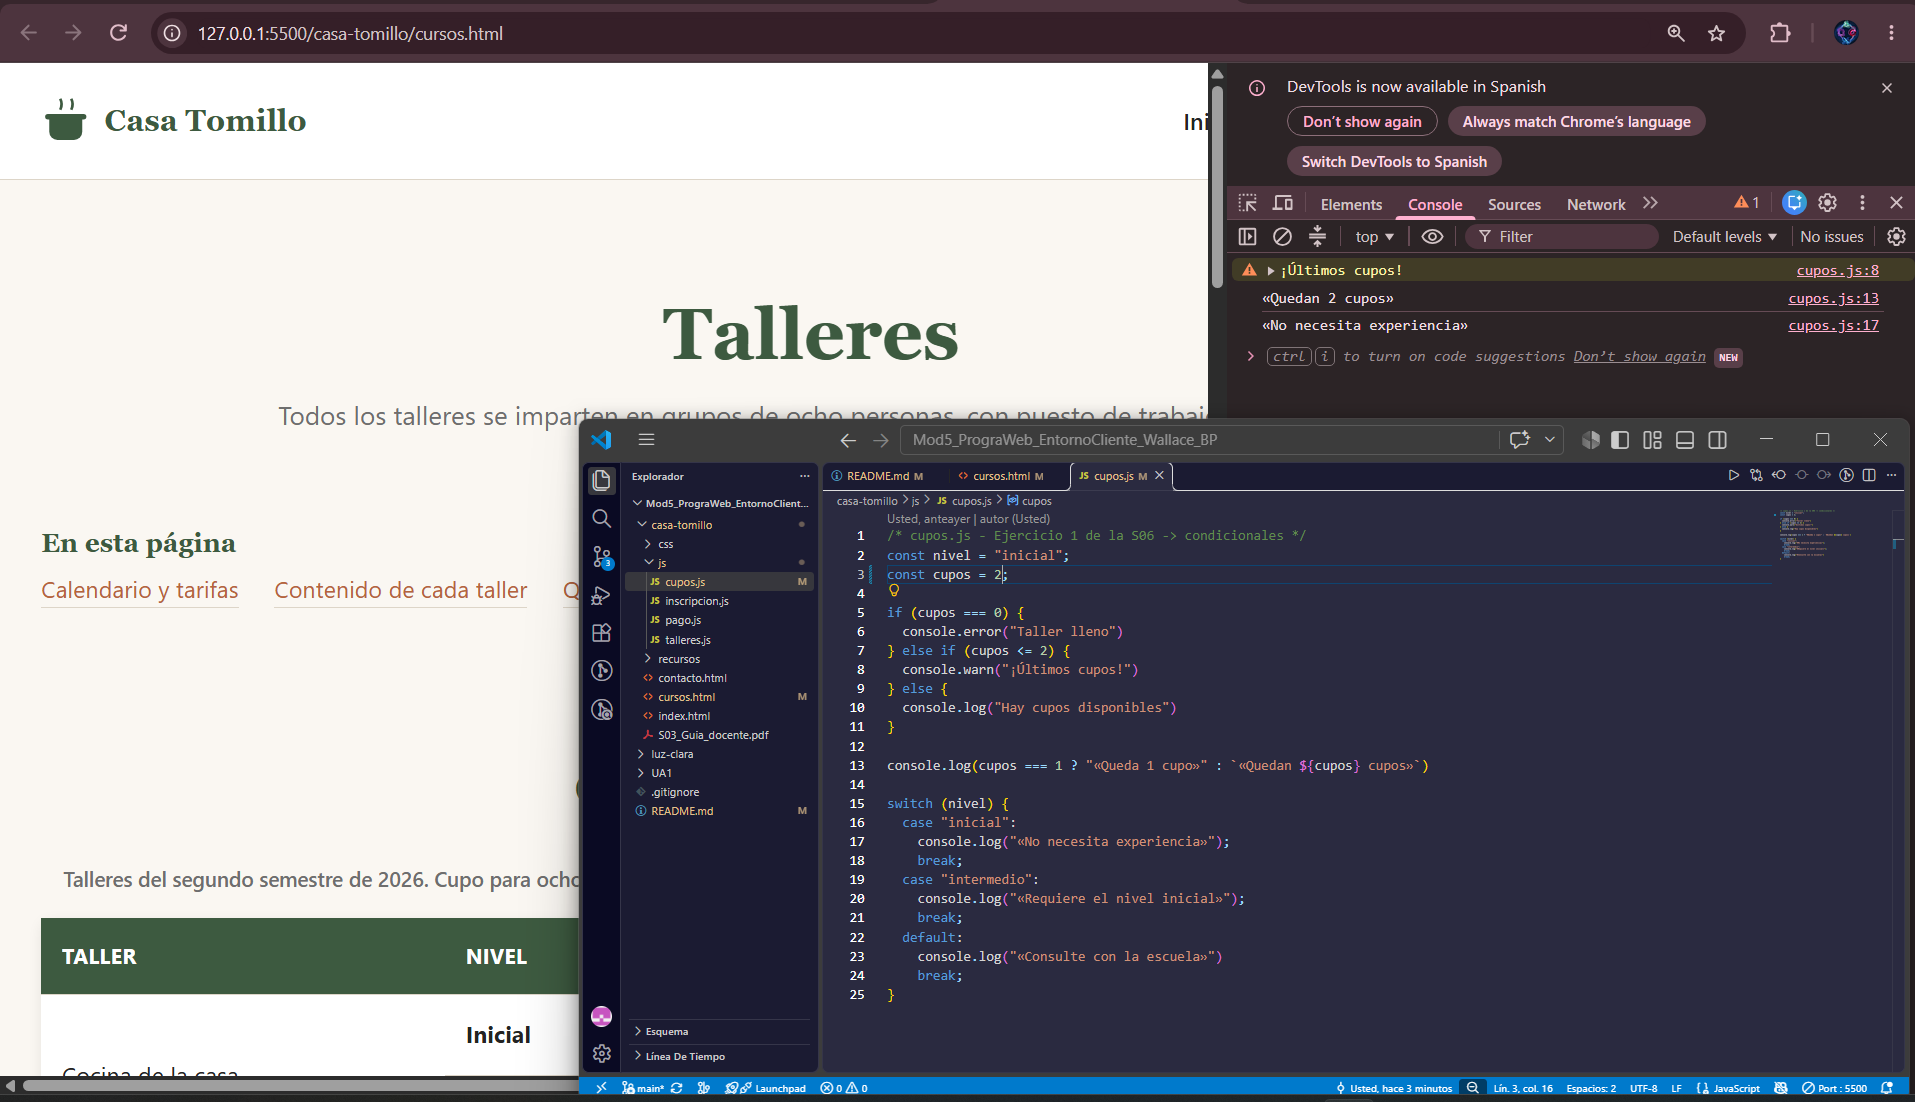 127.0.0.1:5500/casa-tomillo/cursos.html
Casa Tomillo
Ini
Talleres
Todos los talleres se imparten en grupos de ocho personas, con puesto de trabaj
En esta página
Calendario y tarifas
Contenido de cada taller
Talleres del segundo semestre de 2026. Cupo para ocho
TALLER
NIVEL
Inicial
Cocina de la casa
DevTools is now available in Spanish
Don't show again
Always match Chrome's language
Switch DevTools to Spanish
Elements
Console
Sources
Network
1
top
Filter
Default levels
No issues
¡Últimos cupos! cupos.js:8
«Quedan 2 cupos» cupos.js:13
«No necesita experiencia» cupos.js:17
ctrl i to turn on code suggestions Don't show again NEW
Mod5_PrograWeb_EntornoCliente_Wallace_BP
Explorador
Mod5_PrograWeb_EntornoClient...
casa-tomillo
css
js
JS cupos.js M
JS inscripcion.js
JS pago.js
JS talleres.js
recursos
contacto.html
cursos.html M
index.html
S03_Guia_docente.pdf
luz-clara
UA1
.gitignore
README.md M
Esquema
Línea De Tiempo
3
README.md M
cursos.html M
JS cupos.js M
casa-tomillo > js > JS cupos.js > cupos
Usted, anteayer | autor (Usted)
1 /* cupos.js - Ejercicio 1 de la S06 -> condicionales */
2 const nivel = "inicial";
3 const cupos = 2;
4
5 if (cupos === 0) {
6 console.error("Taller lleno")
7 } else if (cupos <= 2) {
8 console.warn("¡Últimos cupos!")
9 } else {
10 console.log("Hay cupos disponibles")
11 }
12
13 console.log(cupos === 1 ? "«Queda 1 cupo»" : `«Quedan ${cupos} cupos»`)
14
15 switch (nivel) {
16 case "inicial":
17 console.log("«No necesita experiencia»");
18 break;
19 case "intermedio":
20 console.log("«Requiere el nivel inicial»");
21 break;
22 default:
23 console.log("«Consulte con la escuela»")
24 break;
25 }
main*
Launchpad
0
0
Usted, hace 3 minutos
Lín. 3, col. 16
Espacios: 2
UTF-8
LF
JavaScript
Port : 5500